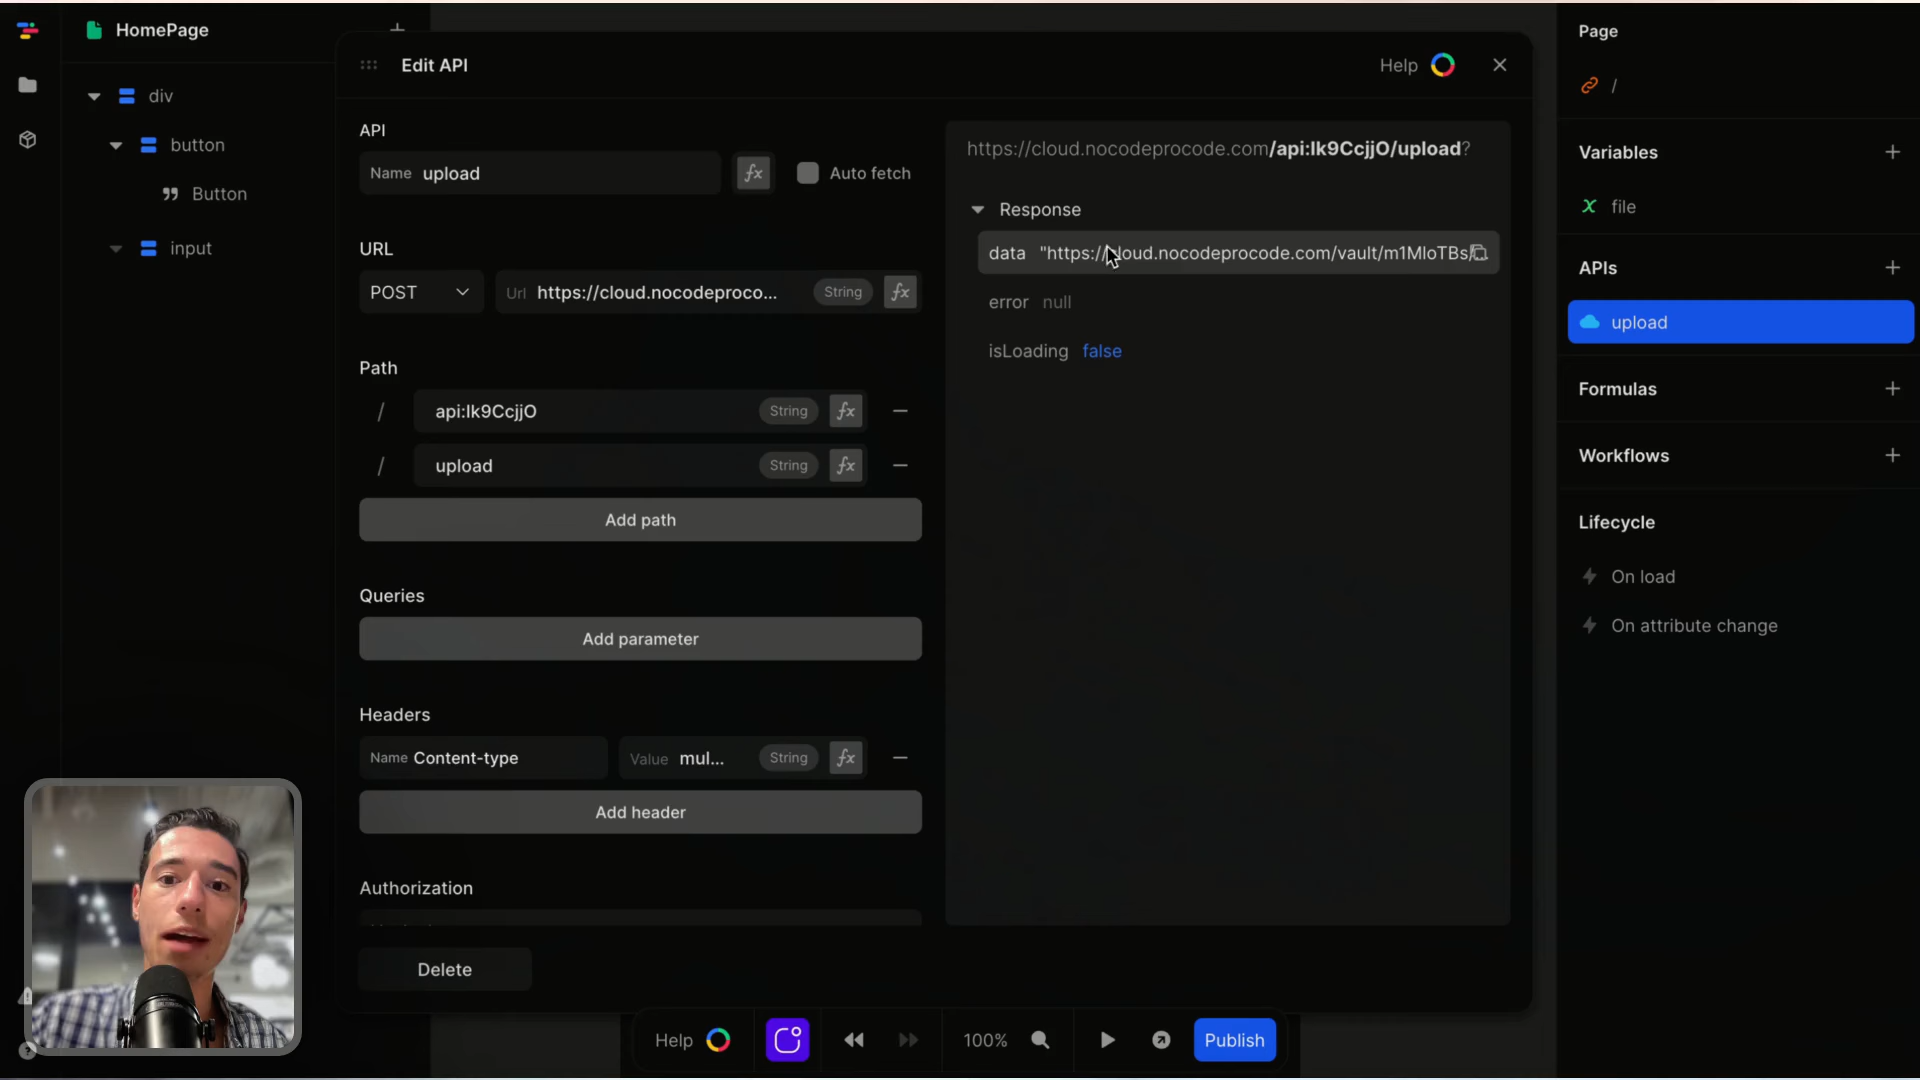 HomePage
div
button
Button
input
Edit API
Help
API
Name upload
Auto fetch
URL
POST
Url https://cloud.nocodeproco...
String
Path
/ api:lk9CcjjO String
/ upload String
Add path
Queries
Add parameter
Headers
Name Content-type
Value mul... String
Add header
Authorization
Delete
https://cloud.nocodeprocode.com/api:lk9CcjjO/upload?
Response
data "https://cloud.nocodeprocode.com/vault/m1MloTBs/
error null
isLoading false
Page
/
Variables
file
APIs
upload
Formulas
Workflows
Lifecycle
On load
On attribute change
Help
100%
Publish